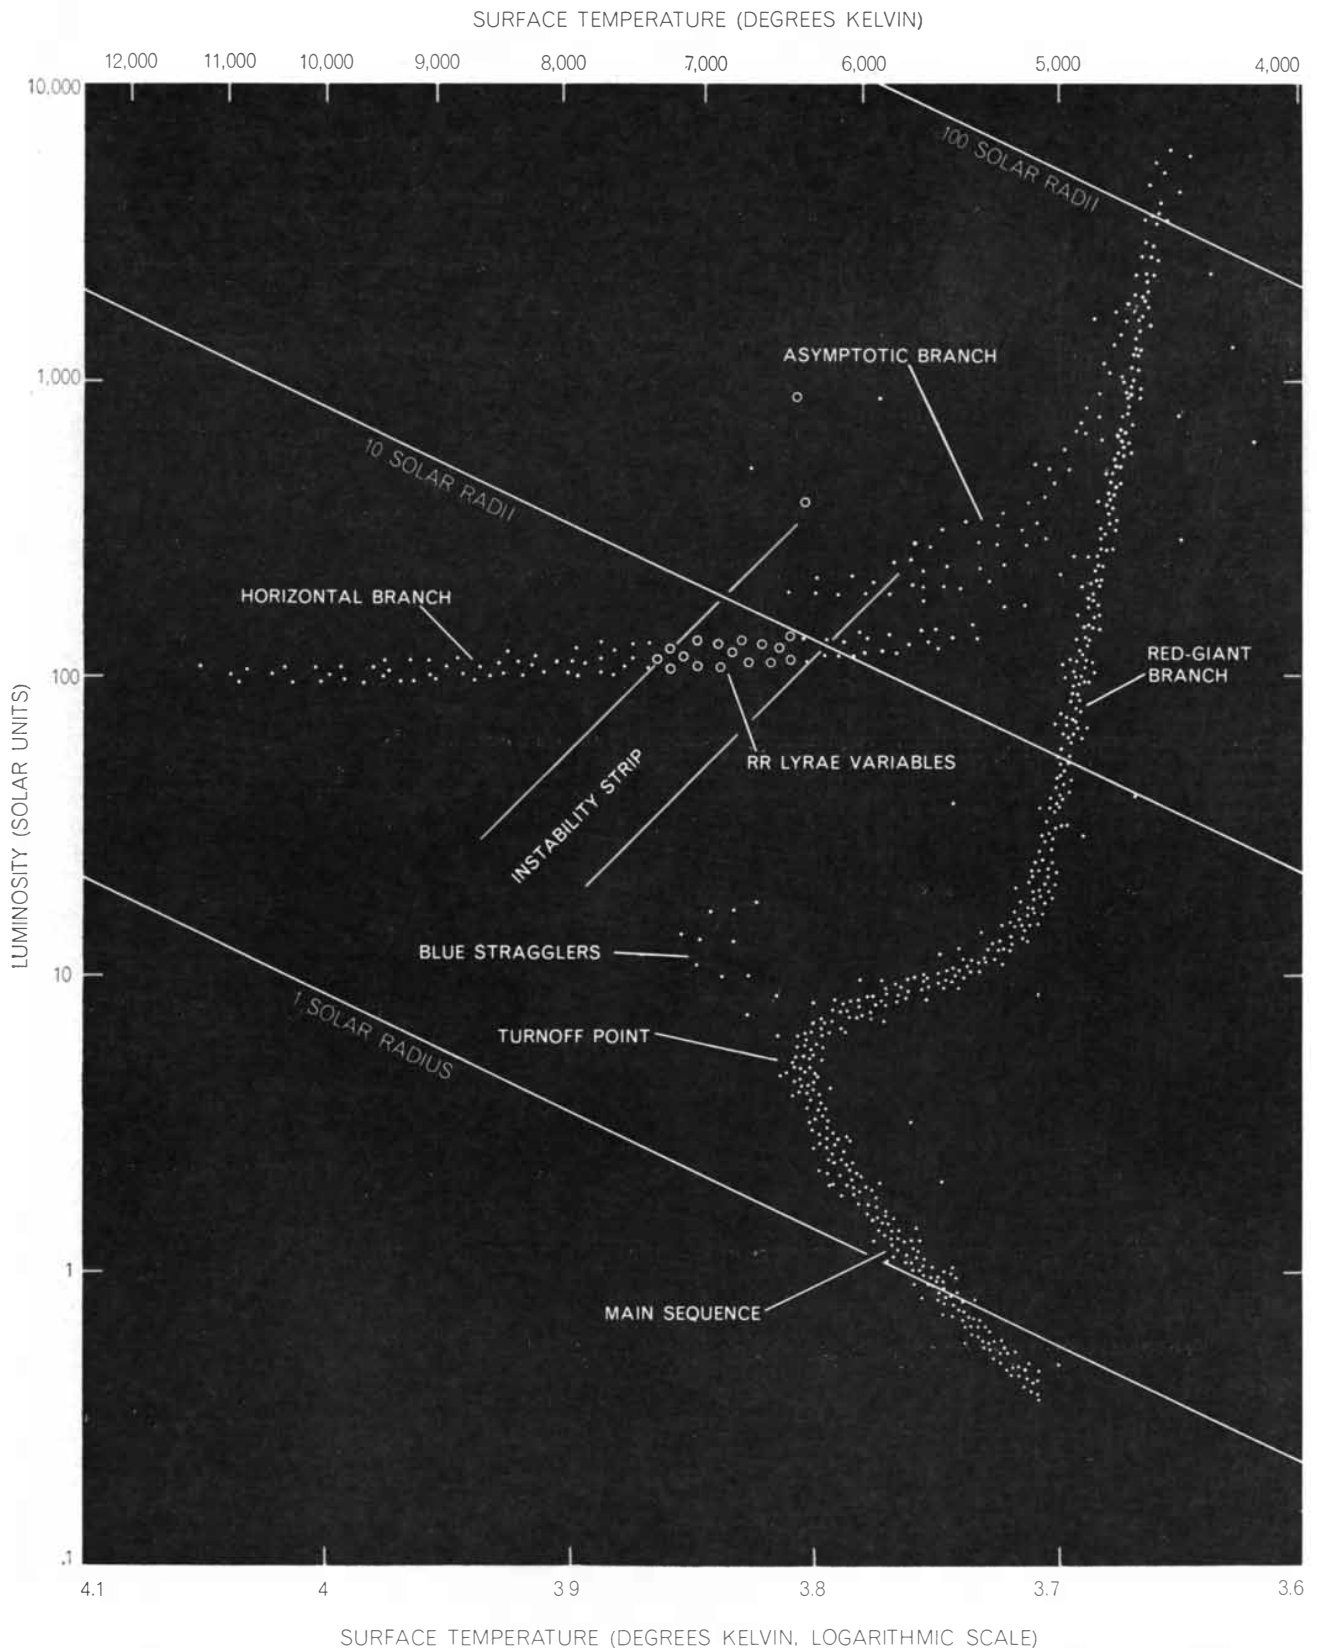 SURFACE TEMPERATURE (DEGREES KELVIN)
12,000 11,000 10,000 9,000 8,000 7,000 6,000 5,000 4,000
10,000
100 SOLAR RADII
ASYMPTOTIC BRANCH
1,000
10 SOLAR RADII
HORIZONTAL BRANCH
RED-GIANT
BRANCH
100
RR LYRAE VARIABLES
INSTABILITY STRIP
LUMINOSITY (SOLAR UNITS)
BLUE STRAGGLERS
10
1 SOLAR RADIUS
TURNOFF POINT
1
MAIN SEQUENCE
.1
4.1 4 3.9 3.8 3.7 3.6
SURFACE TEMPERATURE (DEGREES KELVIN, LOGARITHMIC SCALE)